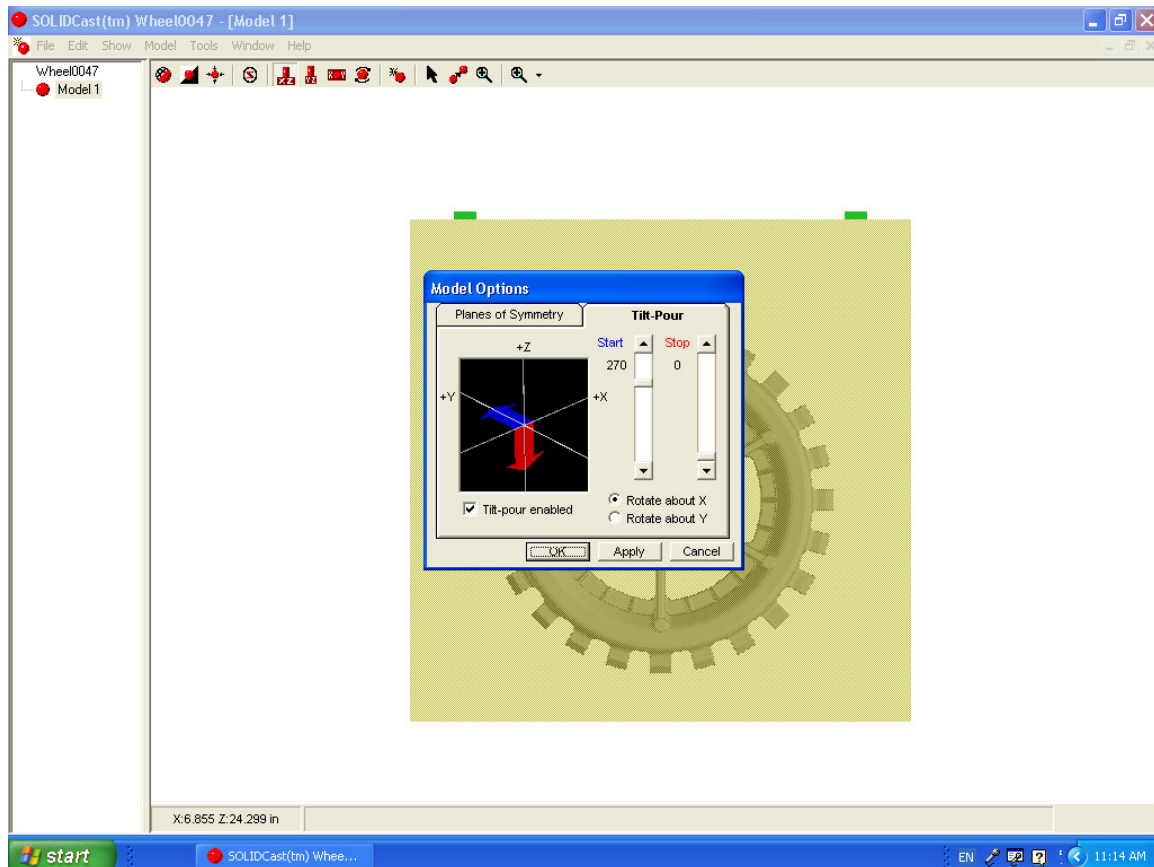 SOLIDCast(tm) Wheel0047 - [Model 1]
File Edit Show Model Tools Window Help
Wheel0047
Model 1
Model Options
Planes of Symmetry
Tilt-Pour
+Z
Start
Stop
270
0
+Y
+X
Tilt-pour enabled
Rotate about X
Rotate about Y
OK
Apply
Cancel
X:6.855 Z:24.299 in
start
SOLIDCast(tm) Whee...
EN
11:14 AM